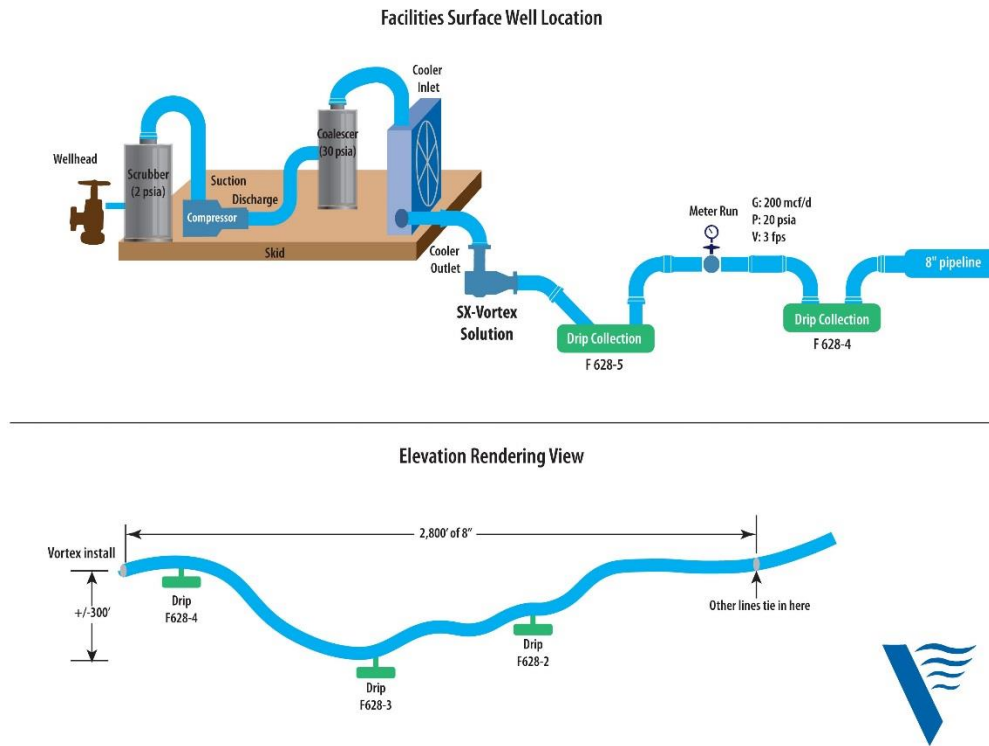 Facilities Surface Well Location
Cooler
Inlet
Wellhead
Scrubber
(2 psia)
Coalescer
(30 psia)
Suction
Discharge
Compressor
Skid
Cooler
Outlet
SX-Vortex
Solution
Drip Collection
F 628-5
Meter Run
G: 200 mcf/d
P: 20 psia
V: 3 fps
Drip Collection
F 628-4
8" pipeline
Elevation Rendering View
2,800' of 8"
Vortex install
+/-300'
Drip
F628-4
Drip
F628-3
Drip
F628-2
Other lines tie in here